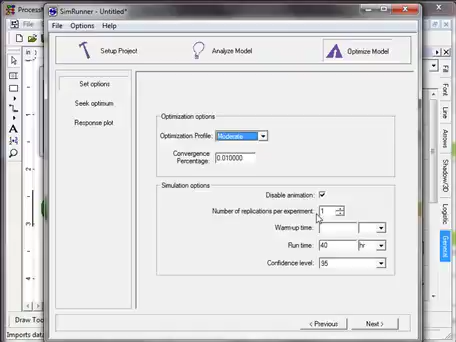 SimRunner - Untitled*
File Options Help
File
Setup Project
Analyze Model
Optimize Model
Set options
Seek optimum
Response plot
Optimization options
Optimization Profile: Moderate
Convergence
Percentage: 0.010000
Simulation options
Disable animation:
Number of replications per experiment: 1
Warm-up time:
Run time: 40 hr
Confidence level: 95
< Previous
Next >
Fill
Font
Line
Arrows
Shadow/3D
Logistic
General
Draw Too
Imports data